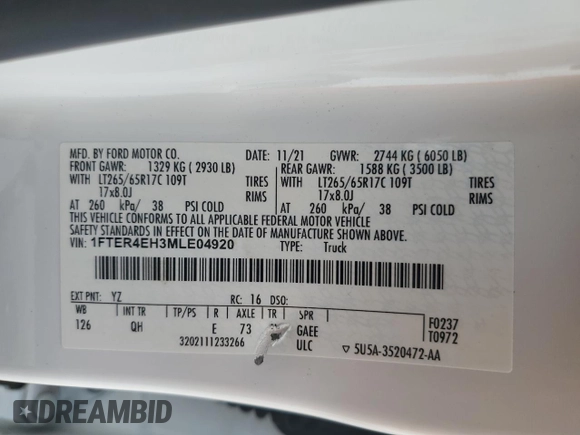 MFD. BY FORD MOTOR CO.
DATE: 11/21 GVWR: 2744 KG ( 6050 LB)
FRONT GAWR: 1329 KG ( 2930 LB) REAR GAWR: 1588 KG ( 3500 LB)
WITH LT265/65R17C 109T TIRES WITH LT265/65R17C 109T TIRES
17x8.0J RIMS 17x8.0J RIMS
AT 260 kPa/ 38 PSI COLD AT 260 kPa/ 38 PSI COLD
THIS VEHICLE CONFORMS TO ALL APPLICABLE FEDERAL MOTOR VEHICLE
SAFETY STANDARDS IN EFFECT ON THE DATE OF MANUFACTURE SHOWN ABOVE.
VIN: 1FTER4EH3MLE04920 TYPE: Truck
EXT PNT: YZ RC: 16 DSO:
WB INT TR TP/PS R AXLE TR SPR
126 QH E 73 GAEE
F0237
T0972
3202111233266 ULC ▽ 5U5A-3520472-AA
DREAMBID